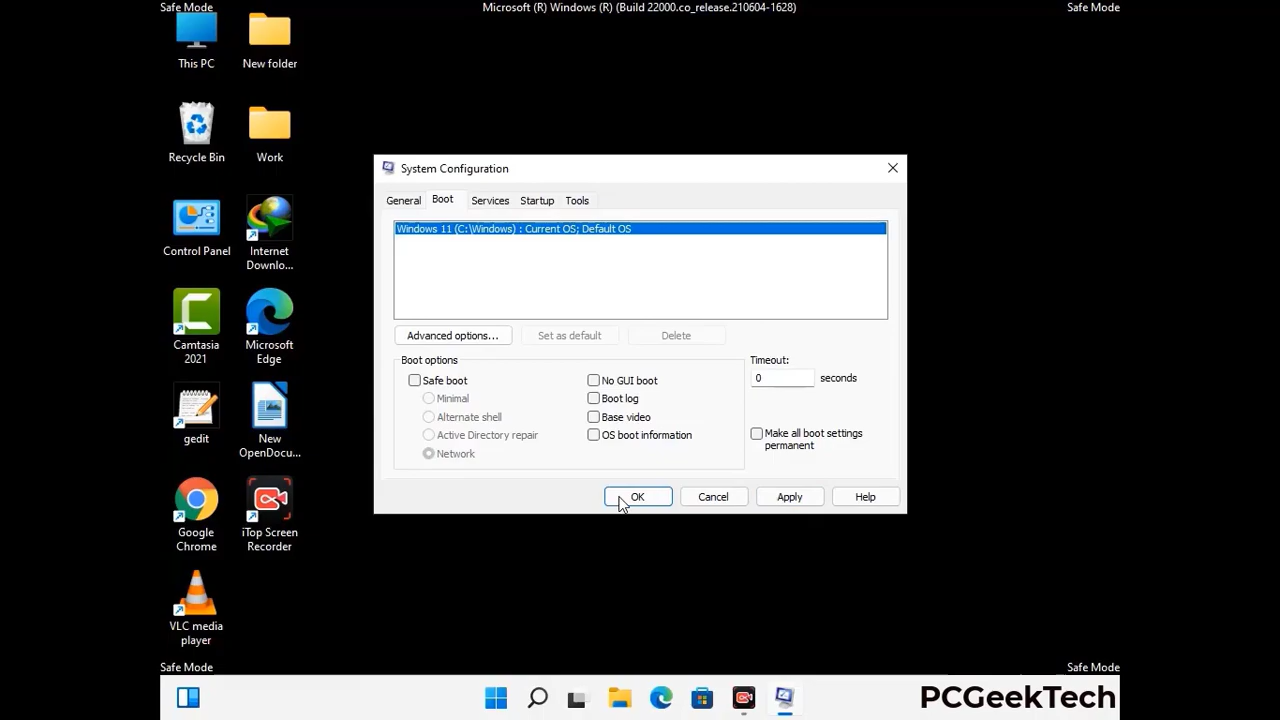 Safe Mode
Microsoft (R) Windows (R) (Build 22000.co_release.210604-1628)
Safe Mode
This PC
New folder
Recycle Bin
Work
Control Panel
Internet
Downlo...
Camtasia
2021
Microsoft
Edge
gedit
New
OpenDocu...
Google
Chrome
iTop Screen
Recorder
VLC media
player
System Configuration
General
Boot
Services
Startup
Tools
Windows 11 (C:\Windows) : Current OS; Default OS
Advanced options...
Set as default
Delete
Boot options
Safe boot
Minimal
Alternate shell
Active Directory repair
Network
No GUI boot
Boot log
Base video
OS boot information
Timeout:
0 seconds
Make all boot settings
permanent
OK
Cancel
Apply
Help
Safe Mode
Safe Mode
PCGeekTech